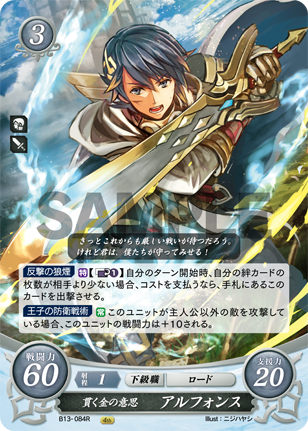 3
SAMPLE
きっとこれからも厳しい戦いが待つだろう。
けれど君は、僕たちが守ってみせる！
反撃の狼煙 特 【 】自分のターン開始時、自分の絆カードの
枚数が相手より少ない場合、コストを支払うなら、手札にあるこの
カードを出撃させる。
王子の防衛戦術 常 このユニットが主人公以外の敵を攻撃し
ている場合、このユニットの戦闘力は＋10される。
戦闘力
60
射程 1 下級職 ロード
支援力
20
貫く金の意思 アルフォンス
B13-084R 4th Illust：ニジハヤシ